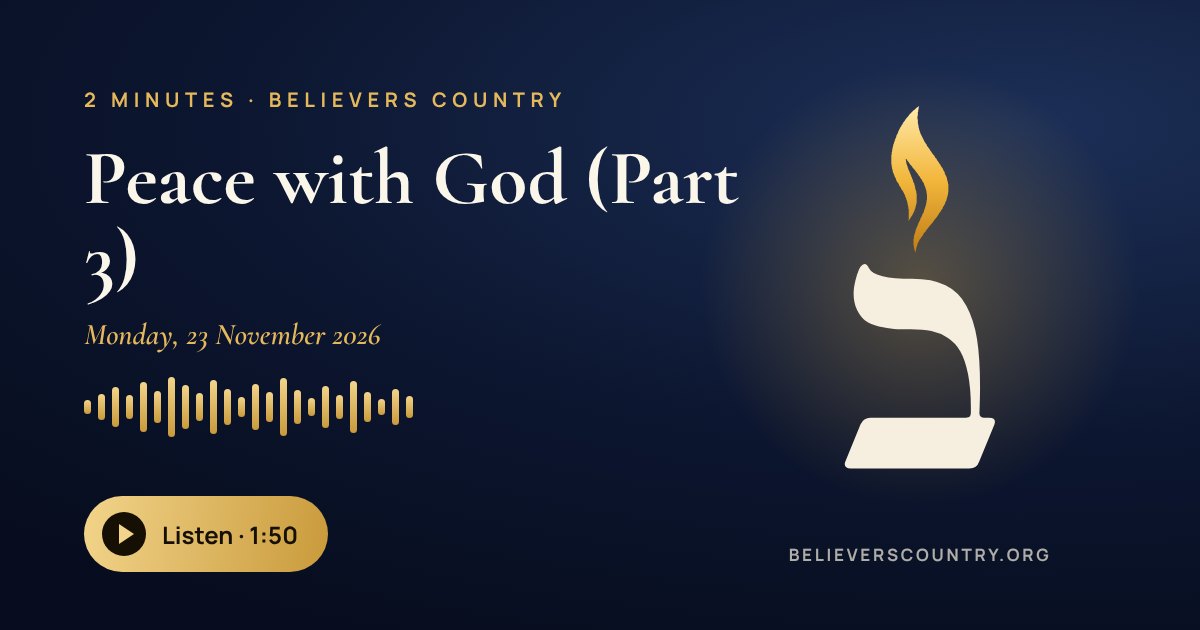 2 MINUTES · BELIEVERS COUNTRY
Peace with God (Part
3)
Monday, 23 November 2026
Listen · 1:50
ב
BELIEVERSCOUNTRY.ORG